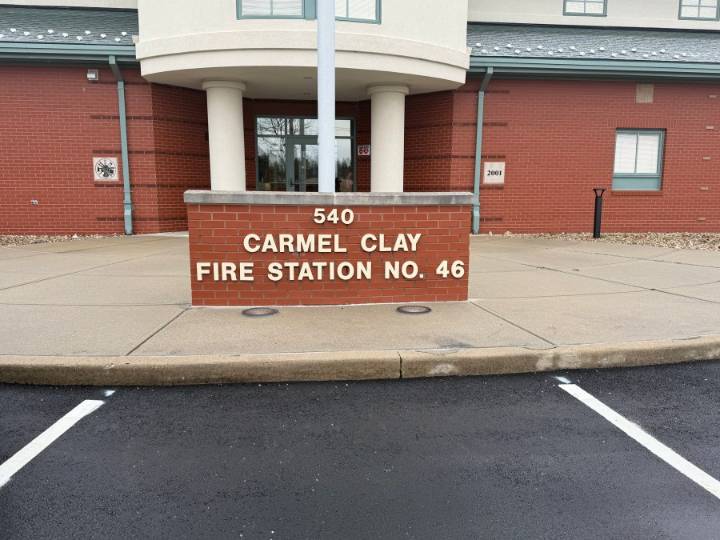 2001
540
CARMEL CLAY
FIRE STATION NO. 46